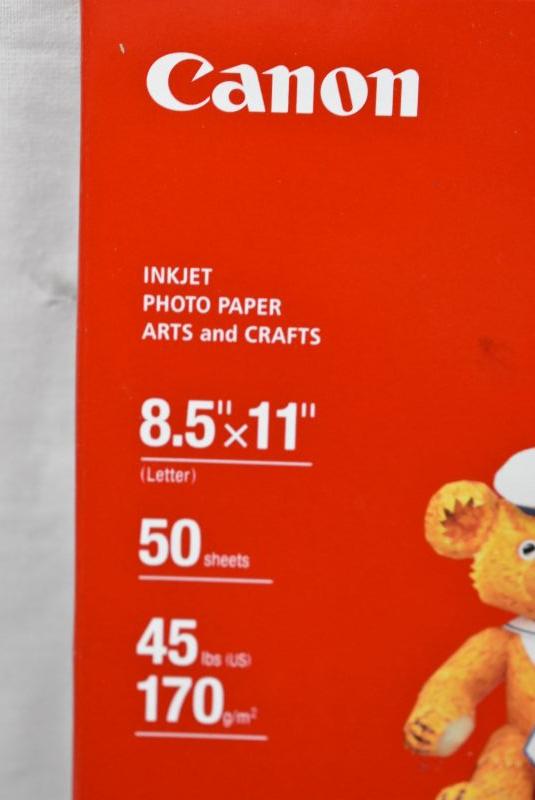 Canon
INKJET
PHOTO PAPER
ARTS and CRAFTS
8.5"×11"
(Letter)
50 sheets
45 lbs (US)
170 g/m²